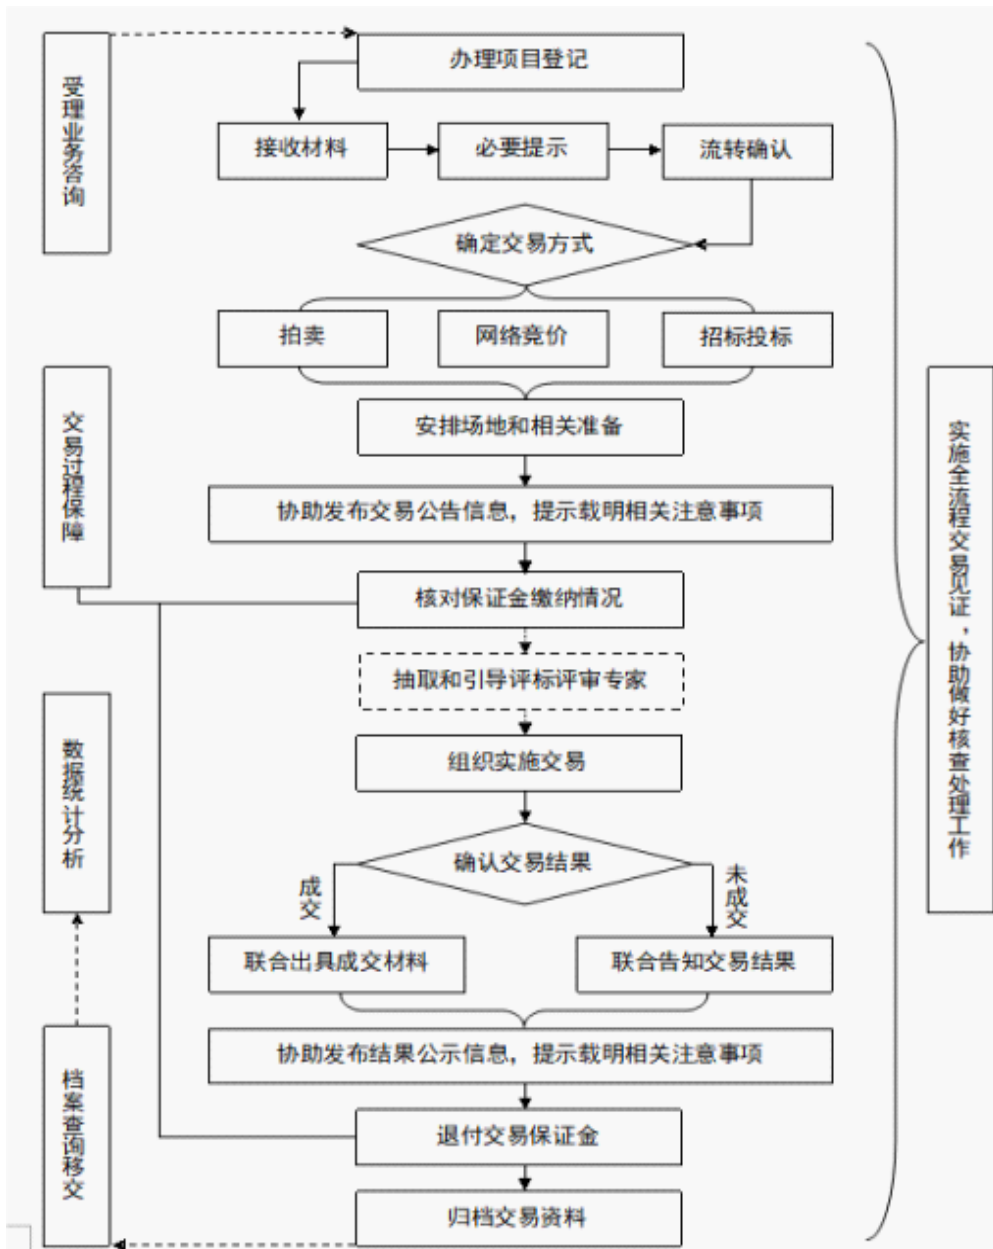 受理业务咨询
办理项目登记
接收材料
必要提示
流转确认
确定交易方式
拍卖
网络竞价
招标投标
交易过程保障
安排场地和相关准备
协助发布交易公告信息，提示载明相关注意事项
核对保证金缴纳情况
抽取和引导评标评审专家
组织实施交易
数据统计分析
确认交易结果
成交
未成交
联合出具成交材料
联合告知交易结果
协助发布结果公示信息，提示载明相关注意事项
档案查询移交
退付交易保证金
归档交易资料
实施全流程交易见证，协助做好核查处理工作